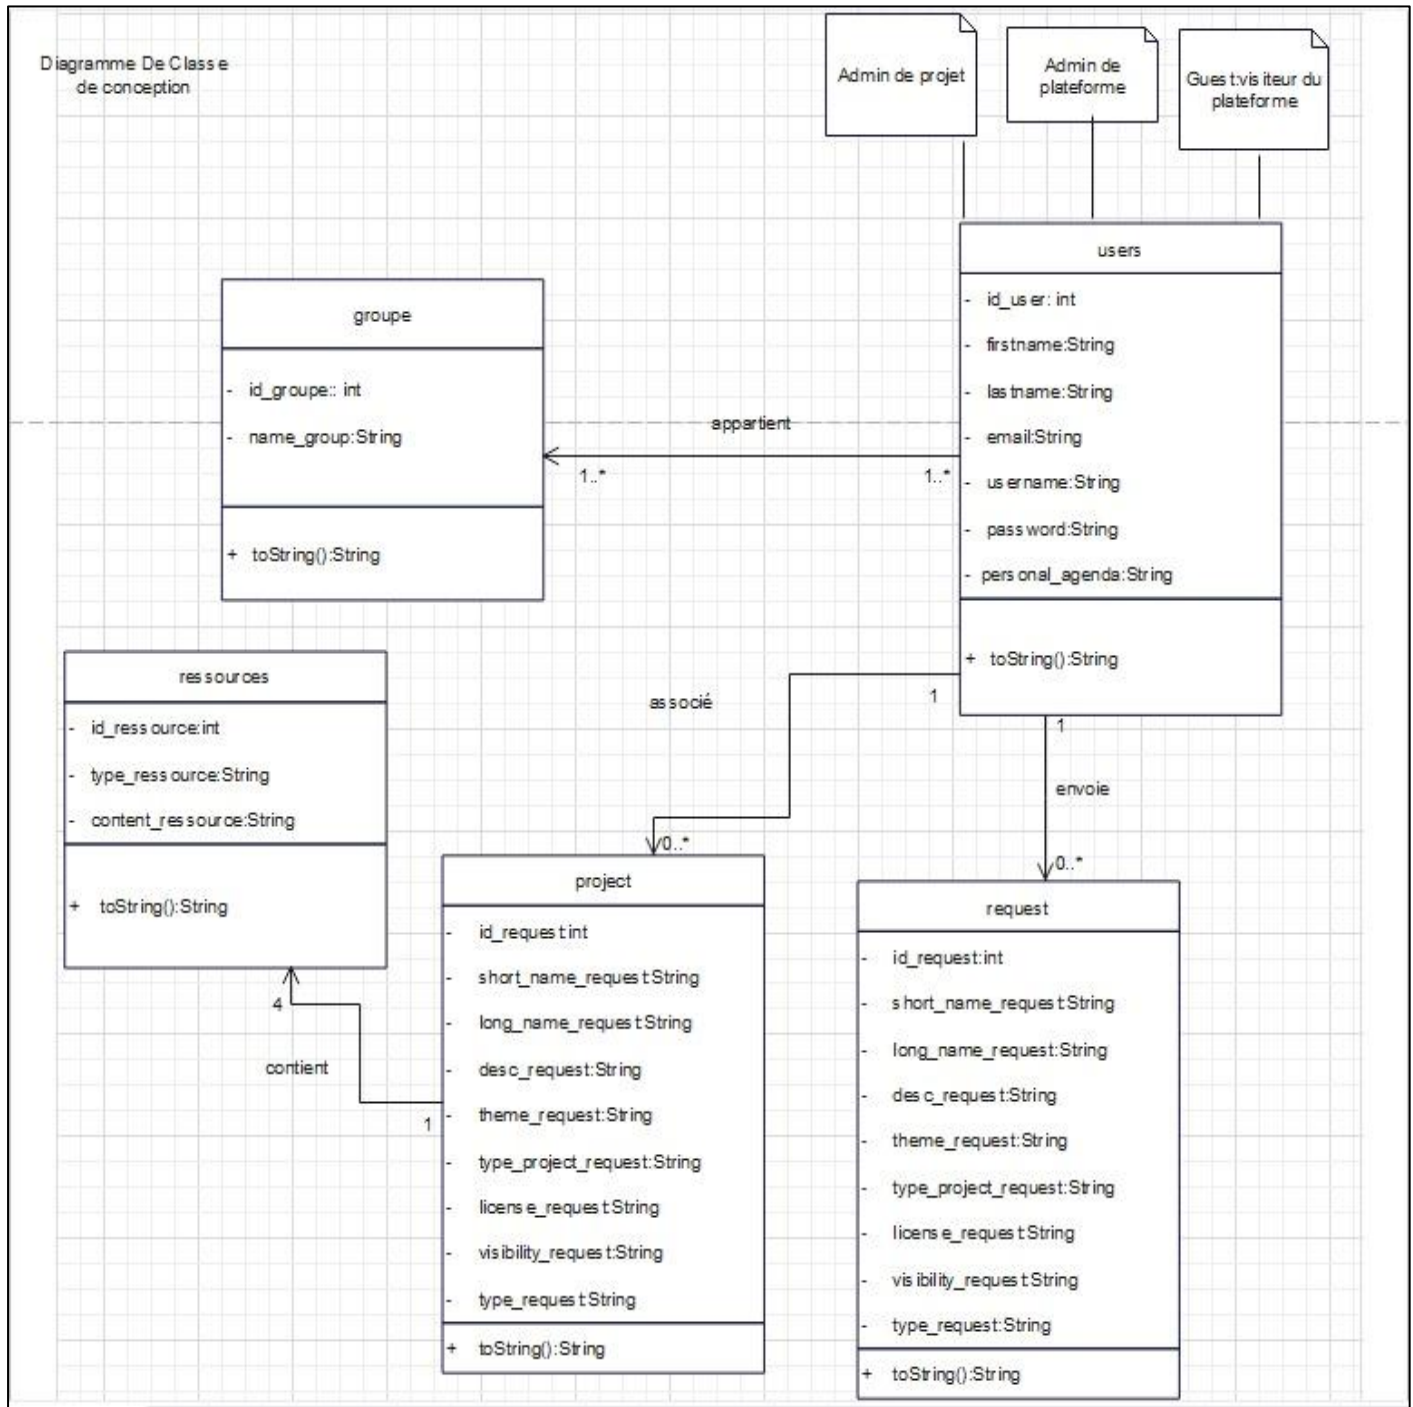 Diagramme De Classe
de conception
Admin de projet
Admin de
plateforme
Guest:visiteur du
plateforme
users
- id_user: int
- firstname:String
- lastname:String
- email:String
- username:String
- password:String
- personal_agenda:String
+ toString():String
groupe
- id_groupe:: int
- name_group:String
+ toString():String
appartient
1..*
1..*
ressources
- id_ressource:int
- type_ressource:String
- content_ressource:String
+ toString():String
associé
1
0..*
1
envoie
0..*
4
contient
1
project
- id_request:int
- short_name_request:String
- long_name_request:String
- desc_request:String
- theme_request:String
- type_project_request:String
- license_request:String
- visibility_request:String
- type_request:String
+ toString():String
request
- id_request:int
- short_name_request:String
- long_name_request:String
- desc_request:String
- theme_request:String
- type_project_request:String
- license_request:String
- visibility_request:String
- type_request:String
+ toString():String